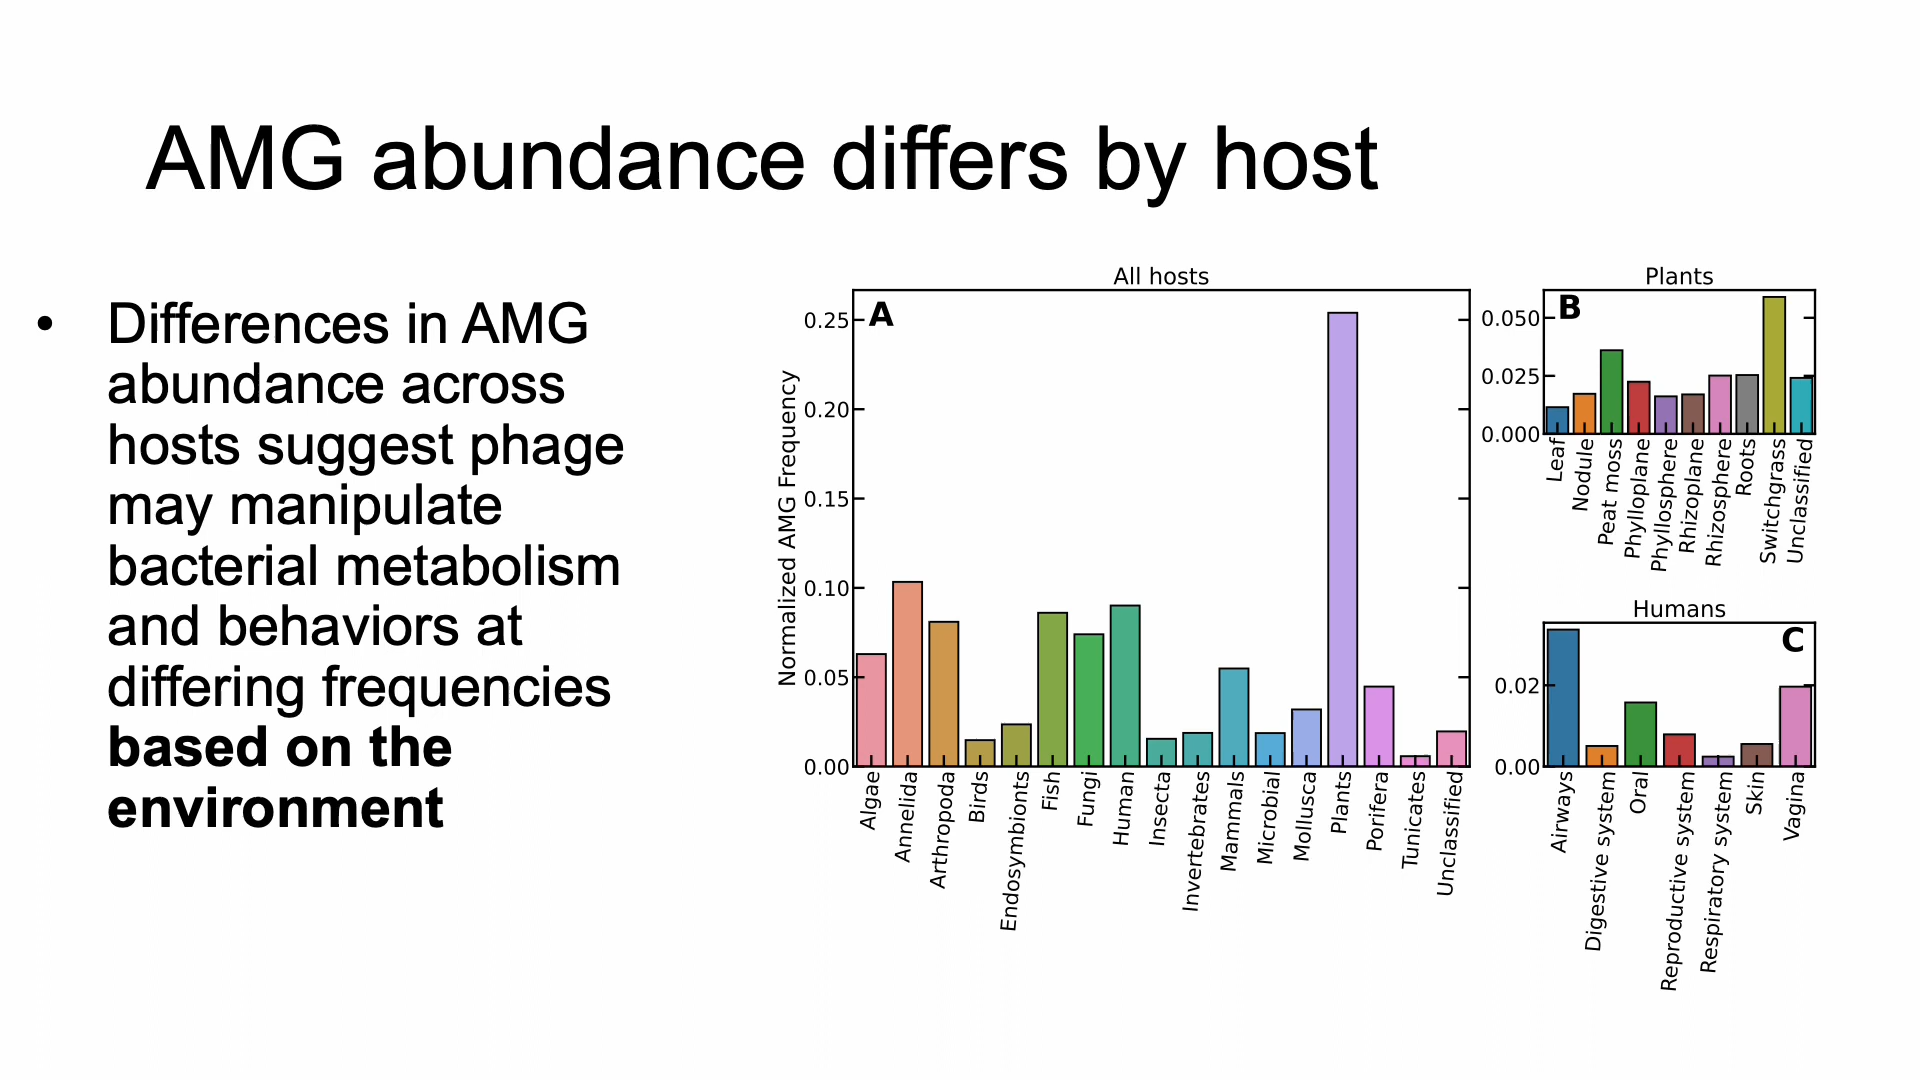 AMG abundance differs by host
• Differences in AMG
abundance across
hosts suggest phage
may manipulate
bacterial metabolism
and behaviors at
differing frequencies
based on the
environment
All hosts
A
Normalized AMG Frequency
0.25
0.20
0.15
0.10
0.05
0.00
Algae
Annelida
Arthropoda
Birds
Endosymbionts
Fish
Fungi
Human
Insecta
Invertebrates
Mammals
Microbial
Mollusca
Plants
Porifera
Tunicates
Unclassified
Plants
B
0.050
0.025
0.000
Leaf
Nodule
Peat moss
Phylloplane
Phyllosphere
Rhizoplane
Rhizosphere
Roots
Switchgrass
Unclassified
Humans
C
0.02
0.00
Airways
Digestive system
Oral
Reproductive system
Respiratory system
Skin
Vagina